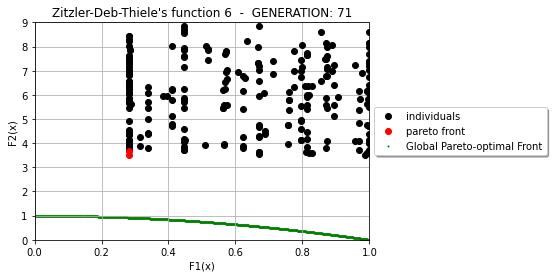 Zitzler-Deb-Thiele's function 6 - GENERATION: 71
F2(x)
9
8
7
6
5
4
3
2
1
0
0.0 0.2 0.4 0.6 0.8 1.0
F1(x)
individuals
pareto front
Global Pareto-optimal Front